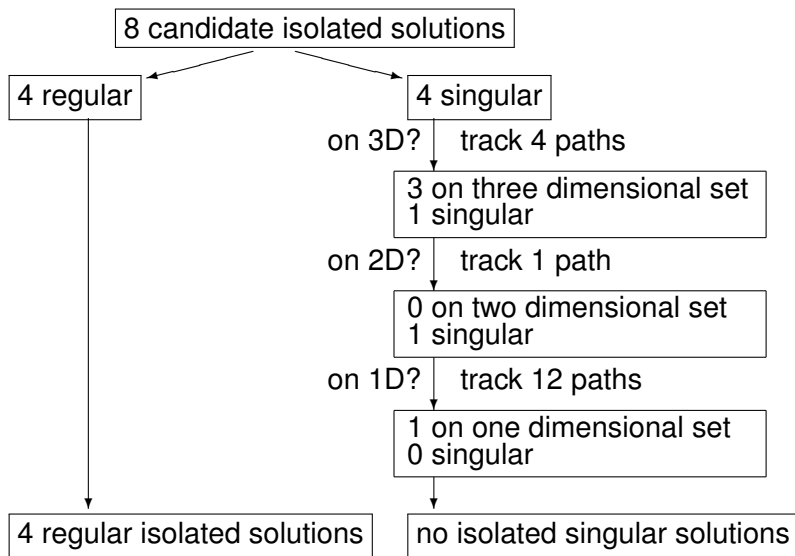 8 candidate isolated solutions
4 regular
4 singular
on 3D? track 4 paths
3 on three dimensional set
1 singular
on 2D? track 1 path
0 on two dimensional set
1 singular
on 1D? track 12 paths
1 on one dimensional set
0 singular
4 regular isolated solutions
no isolated singular solutions